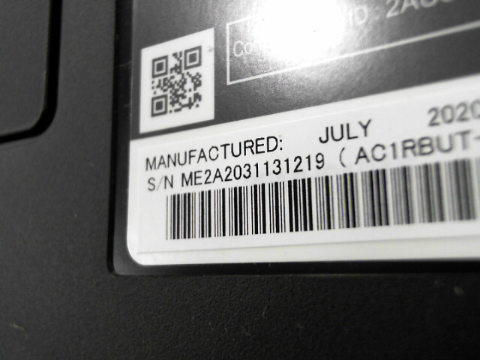 MANUFACTURED: JULY 2020
S/N ME2A2031131219 ( AC1RBUT-